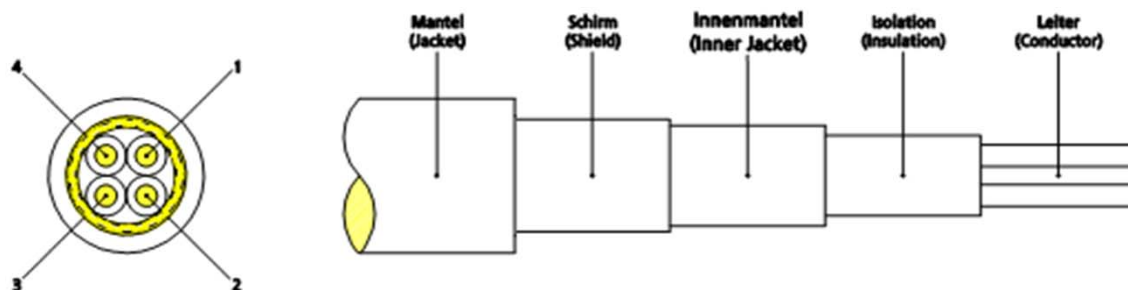 Mantel
(Jacket)
Schirm
(Shield)
Innenmantel
(Inner Jacket)
Isolation
(Insulation)
Leiter
(Conductor)
4
1
3
2